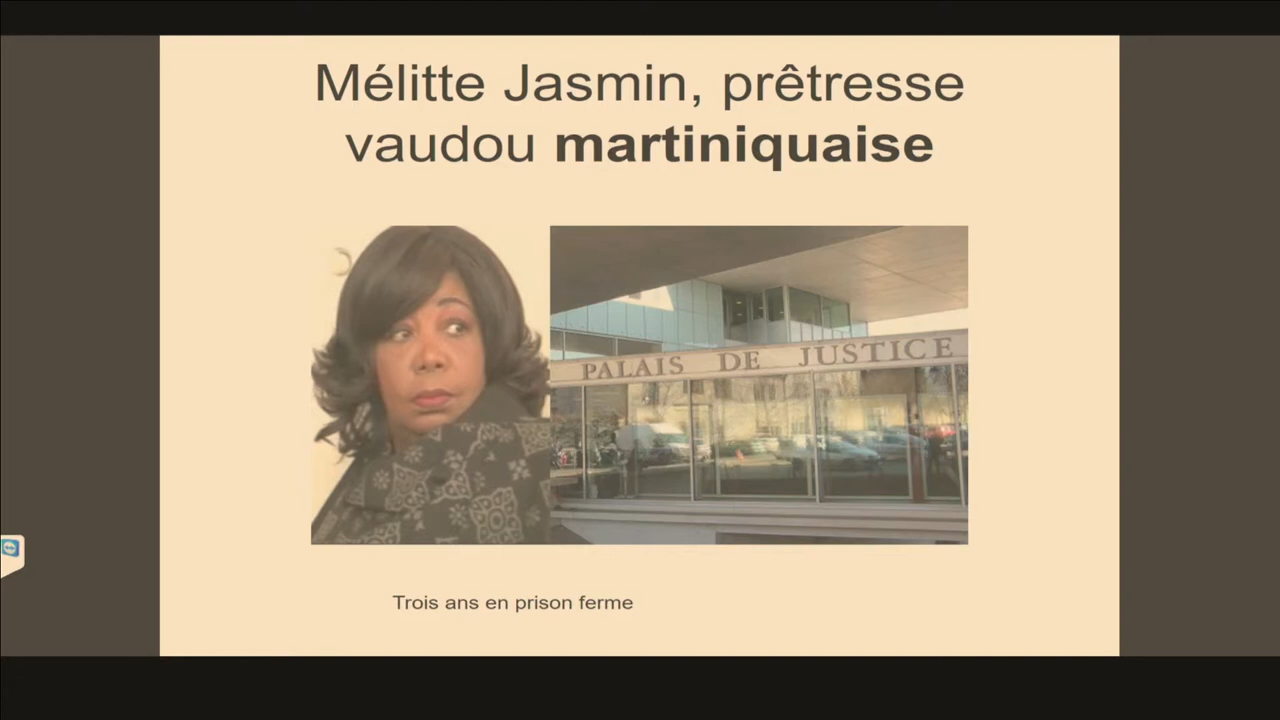 Mélitte Jasmin, prêtresse
vaudou martiniquaise
PALAIS DE JUSTICE
Trois ans en prison ferme